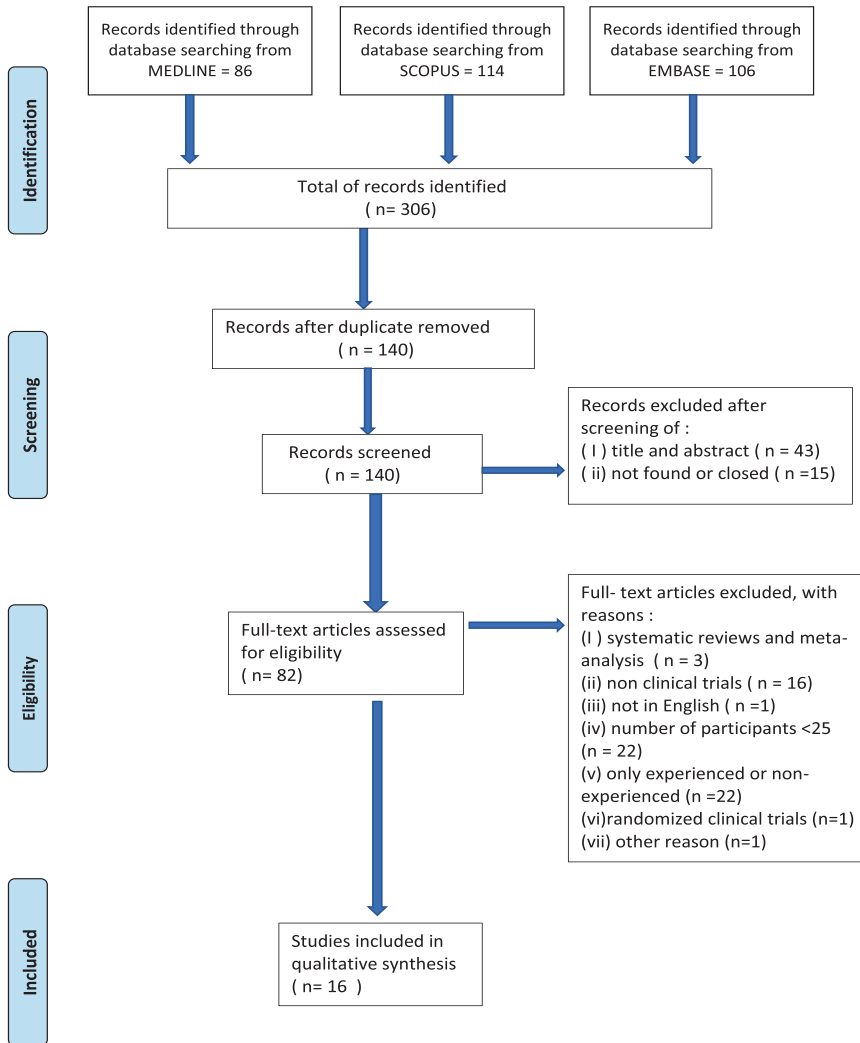 Records identified through
database searching from
MEDLINE = 86
Records identified through
database searching from
SCOPUS = 114
Records identified through
database searching from
EMBASE = 106
Identification
Total of records identified
( n= 306)
Records after duplicate removed
( n = 140)
Screening
Records screened
( n = 140)
Records excluded after
screening of :
( I ) title and abstract ( n = 43)
( ii) not found or closed ( n =15)
Eligibility
Full-text articles assessed
for eligibility
( n= 82)
Full- text articles excluded, with
reasons :
(I ) systematic reviews and meta-
analysis ( n = 3)
(ii) non clinical trials ( n = 16)
(iii) not in English ( n =1)
(iv) number of participants <25
(n = 22)
(v) only experienced or non-
experienced (n =22)
(vi)randomized clinical trials (n=1)
(vii) other reason (n=1)
Included
Studies included in
qualitative synthesis
( n= 16 )